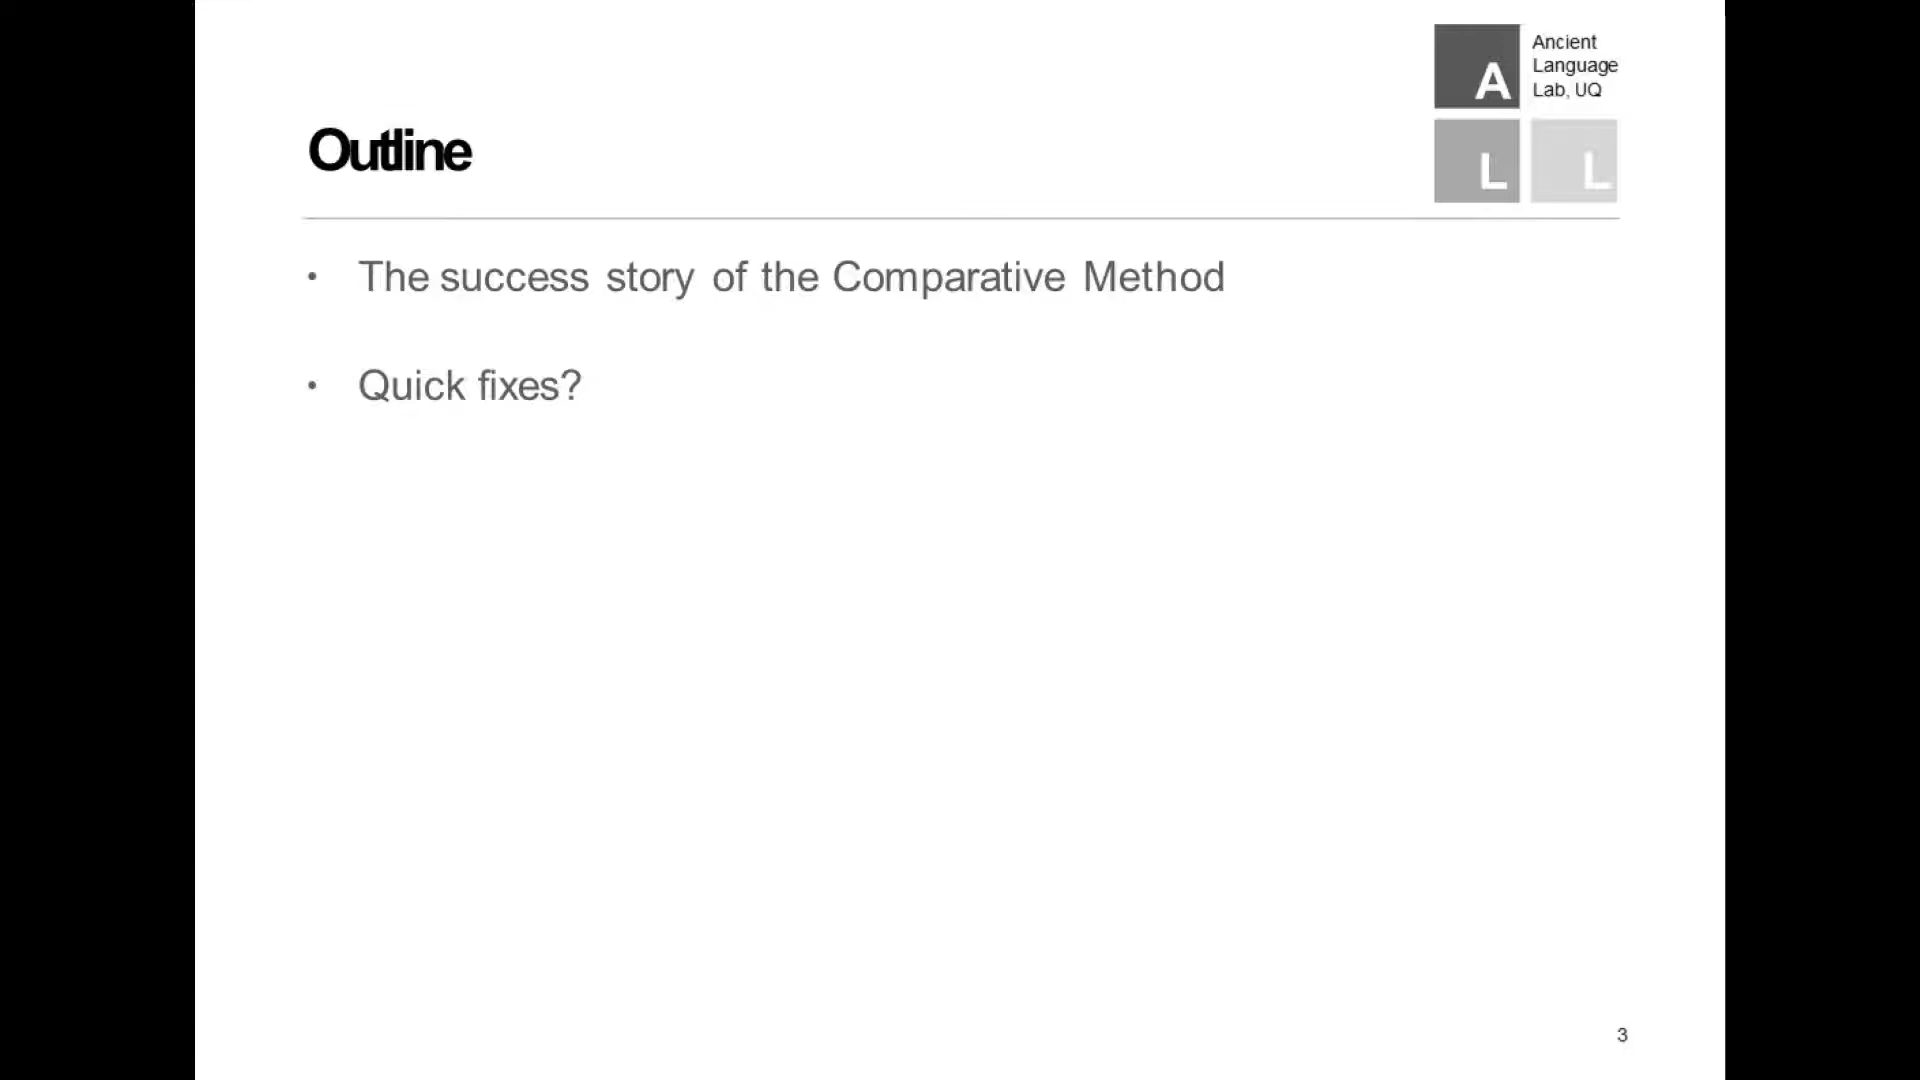 A
Ancient
Language
Lab, UQ
L
L
Outline
• The success story of the Comparative Method
• Quick fixes?
3